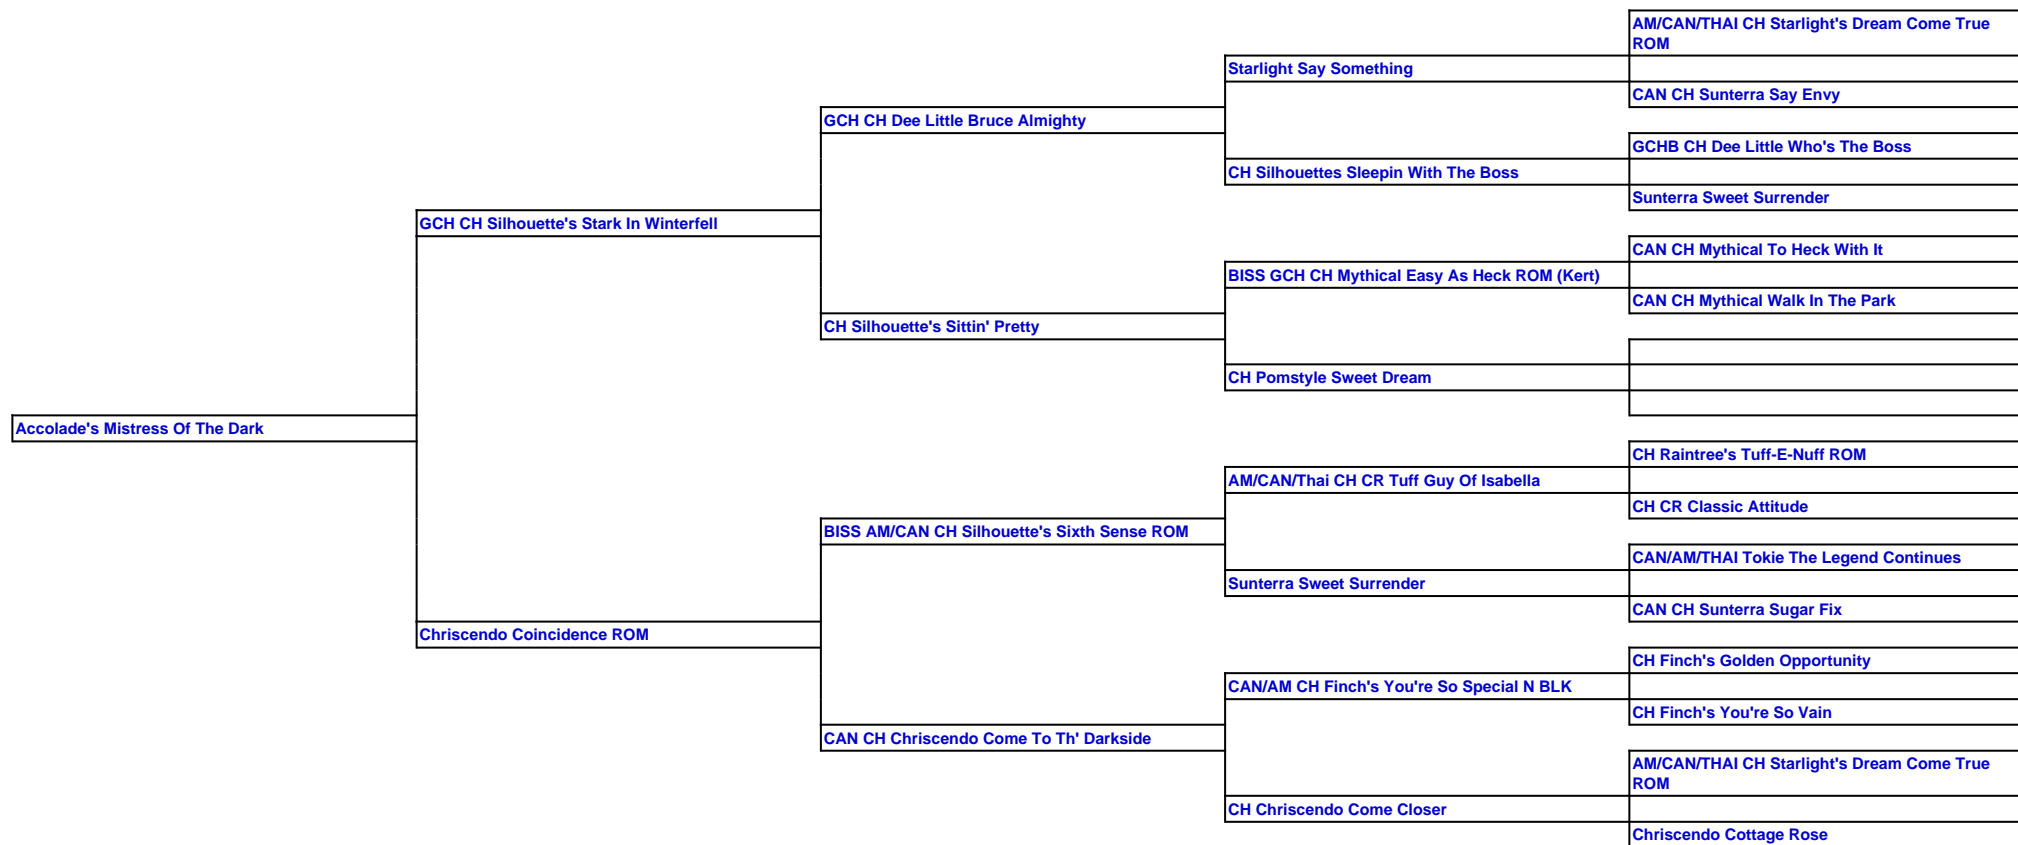 AM/CAN/THAI CH Starlight's Dream Come True
ROM
Starlight Say Something
CAN CH Sunterra Say Envy
GCH CH Dee Little Bruce Almighty
GCHB CH Dee Little Who's The Boss
CH Silhouettes Sleepin With The Boss
Sunterra Sweet Surrender
GCH CH Silhouette's Stark In Winterfell
CAN CH Mythical To Heck With It
BISS GCH CH Mythical Easy As Heck ROM (Kert)
CAN CH Mythical Walk In The Park
CH Silhouette's Sittin' Pretty
CH Pomstyle Sweet Dream
Accolade's Mistress Of The Dark
CH Raintree's Tuff-E-Nuff ROM
AM/CAN/Thai CH CR Tuff Guy Of Isabella
CH CR Classic Attitude
BISS AM/CAN CH Silhouette's Sixth Sense ROM
CAN/AM/THAI Tokie The Legend Continues
Sunterra Sweet Surrender
CAN CH Sunterra Sugar Fix
Chriscendo Coincidence ROM
CH Finch's Golden Opportunity
CAN/AM CH Finch's You're So Special N BLK
CH Finch's You're So Vain
CAN CH Chriscendo Come To Th' Darkside
AM/CAN/THAI CH Starlight's Dream Come True
ROM
CH Chriscendo Come Closer
Chriscendo Cottage Rose